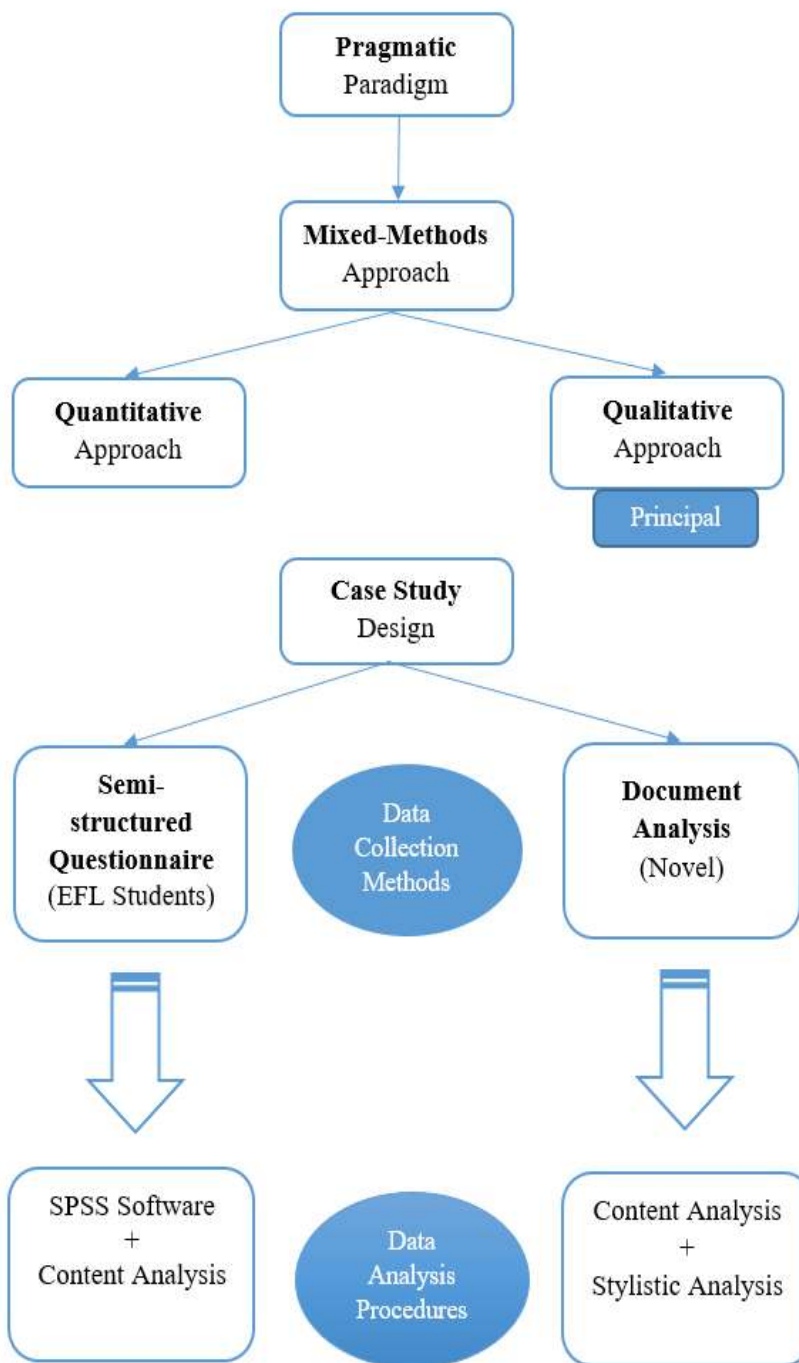 Pragmatic
Paradigm
Mixed-Methods
Approach
Quantitative
Approach
Qualitative
Approach
Principal
Case Study
Design
Semi-
structured
Questionnaire
(EFL Students)
Data
Collection
Methods
Document
Analysis
(Novel)
SPSS Software
+
Content Analysis
Data
Analysis
Procedures
Content Analysis
+
Stylistic Analysis